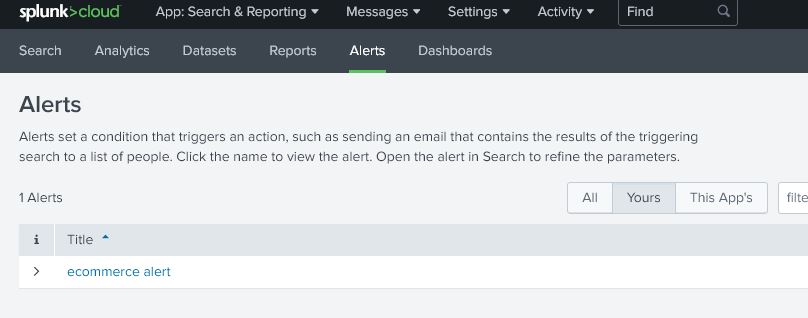 splunk>cloud App: Search & Reporting Messages Settings Activity Find
Search Analytics Datasets Reports Alerts Dashboards
Alerts
Alerts set a condition that triggers an action, such as sending an email that contains the results of the triggering
search to a list of people. Click the name to view the alert. Open the alert in Search to refine the parameters.
1 Alerts All Yours This App's filte
i Title
ecommerce alert